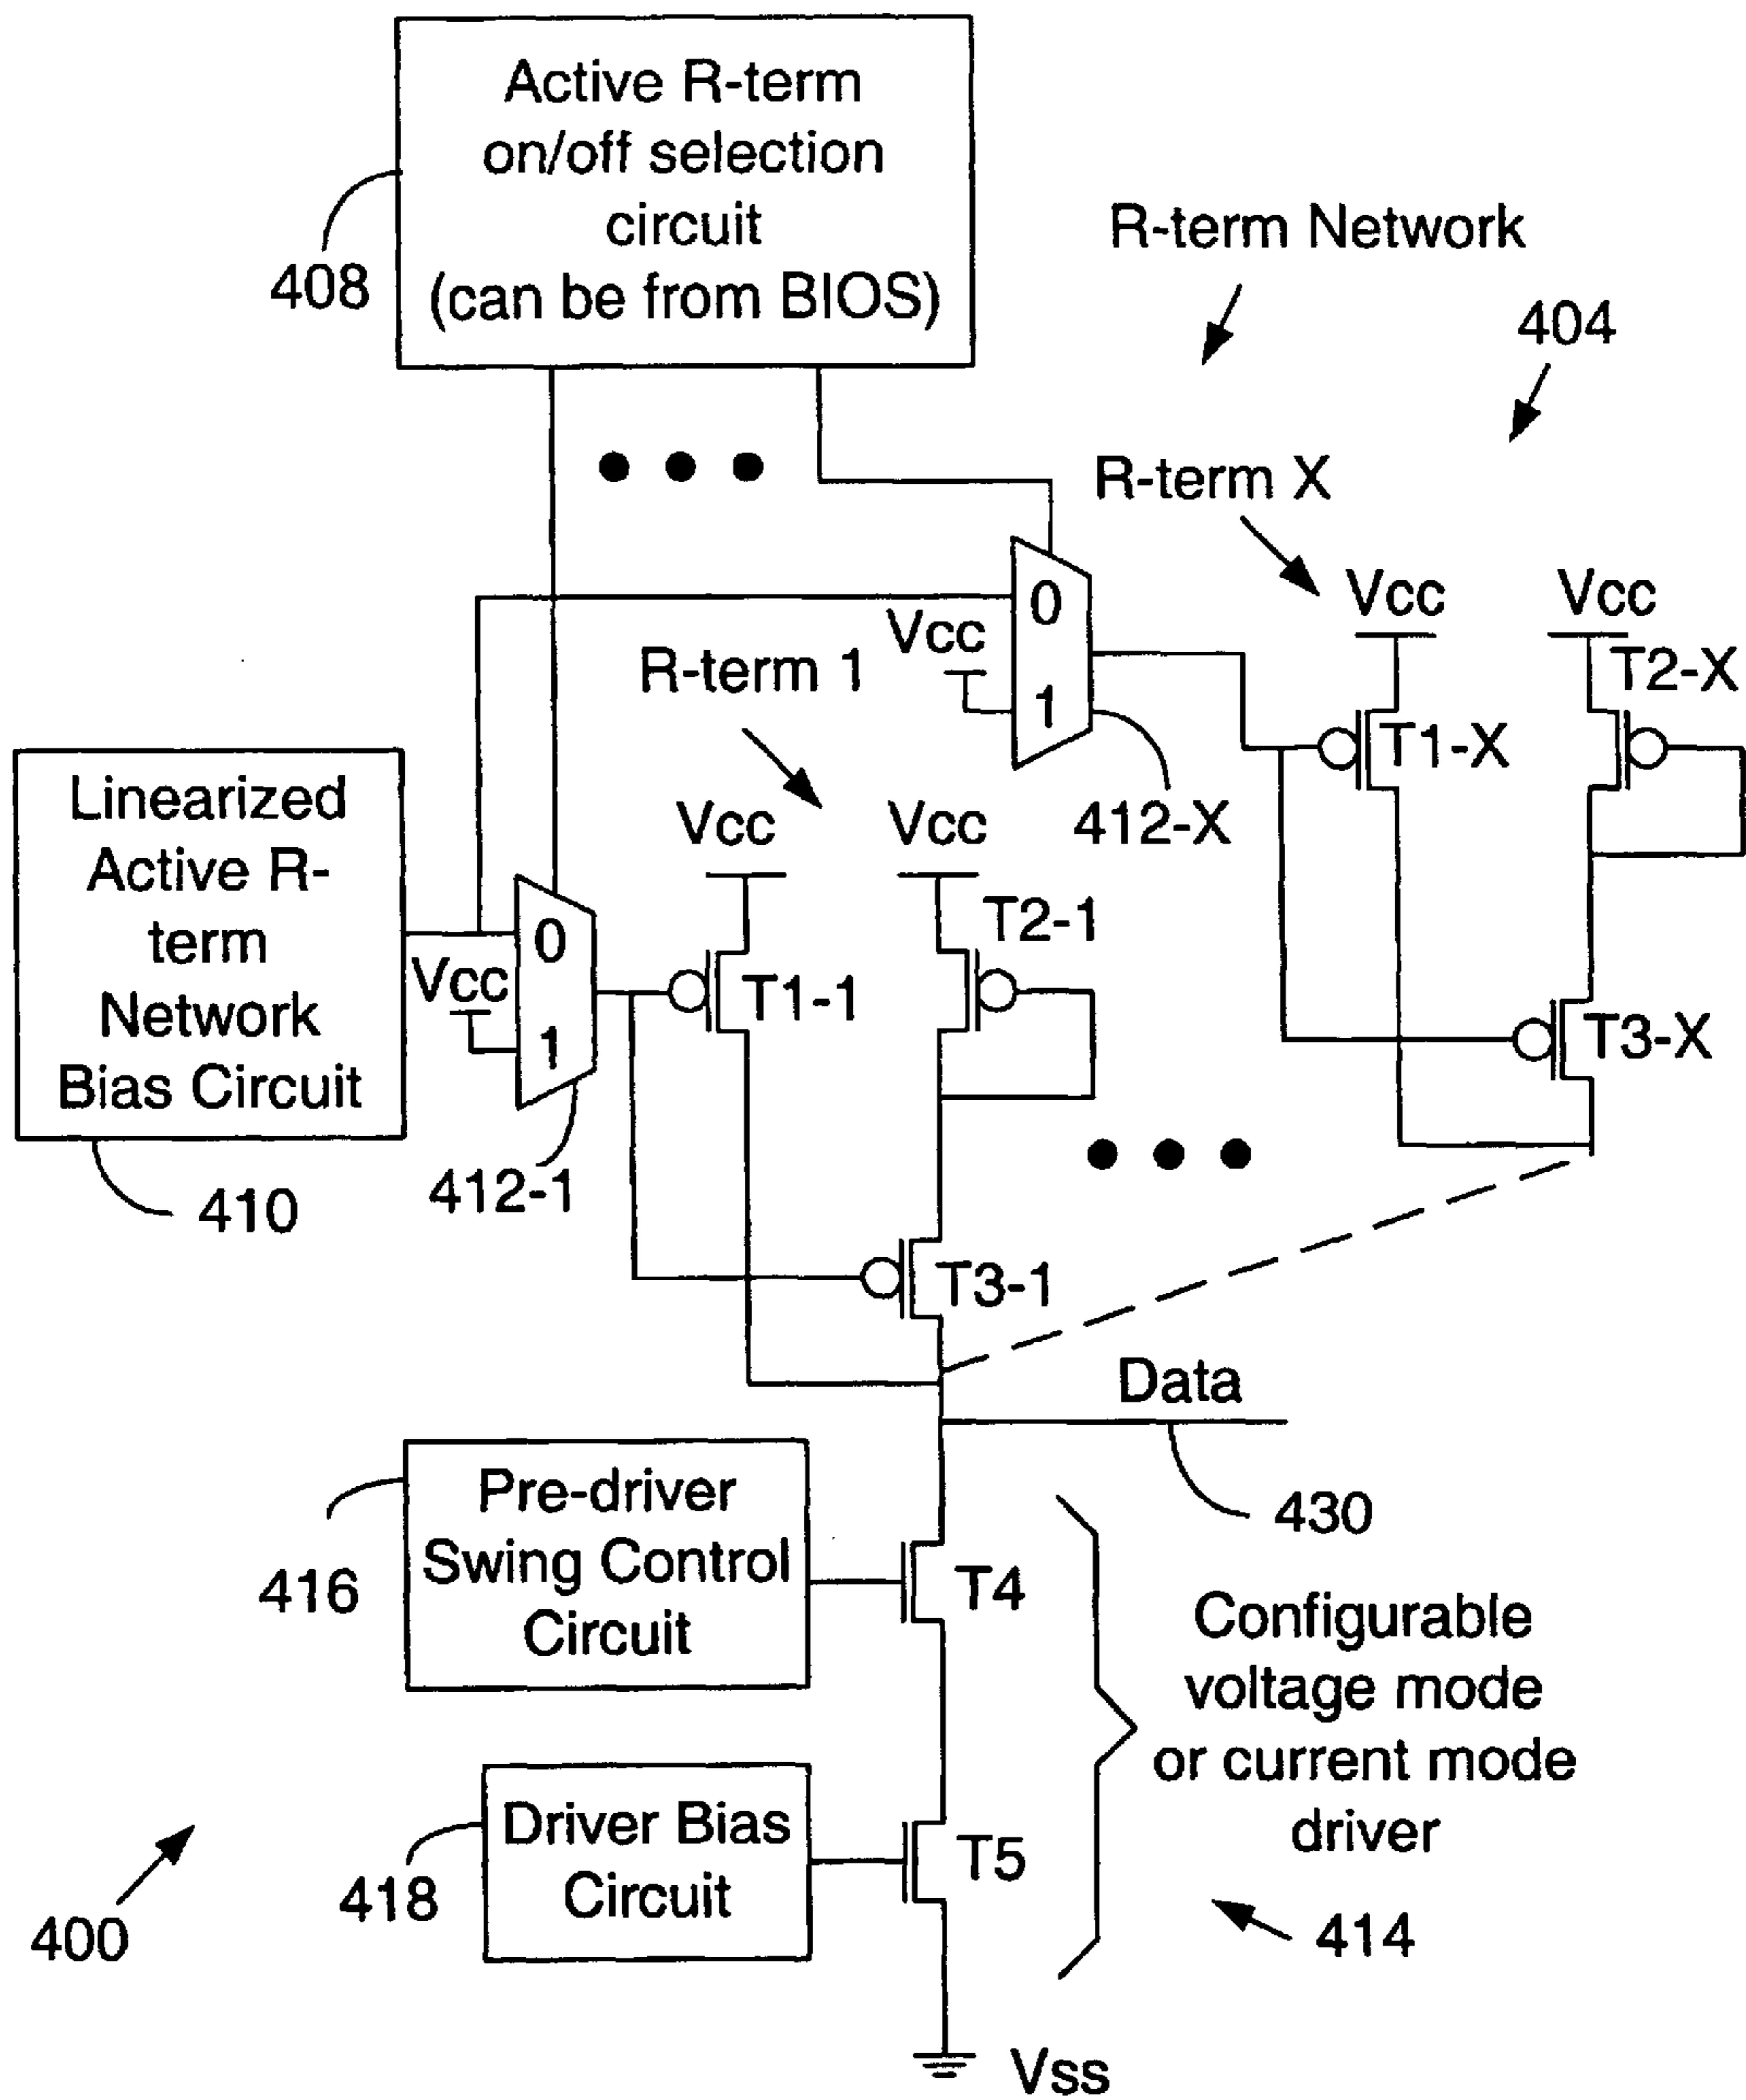 Active R-term
on/off selection
circuit
(can be from BIOS)
408
R-term Network
404
R-term X
Vcc
Vcc
0
Vcc
1
T2-X
T1-X
412-X
T3-X
R-term 1
Linearized
Active R-
term
Network
Bias Circuit
410
0
Vcc
1
412-1
Vcc
Vcc
T2-1
T1-1
T3-1
Data
430
Pre-driver
Swing Control
Circuit
416
T4
Configurable
voltage mode
or current mode
driver
414
Driver Bias
Circuit
418
T5
400
Vss